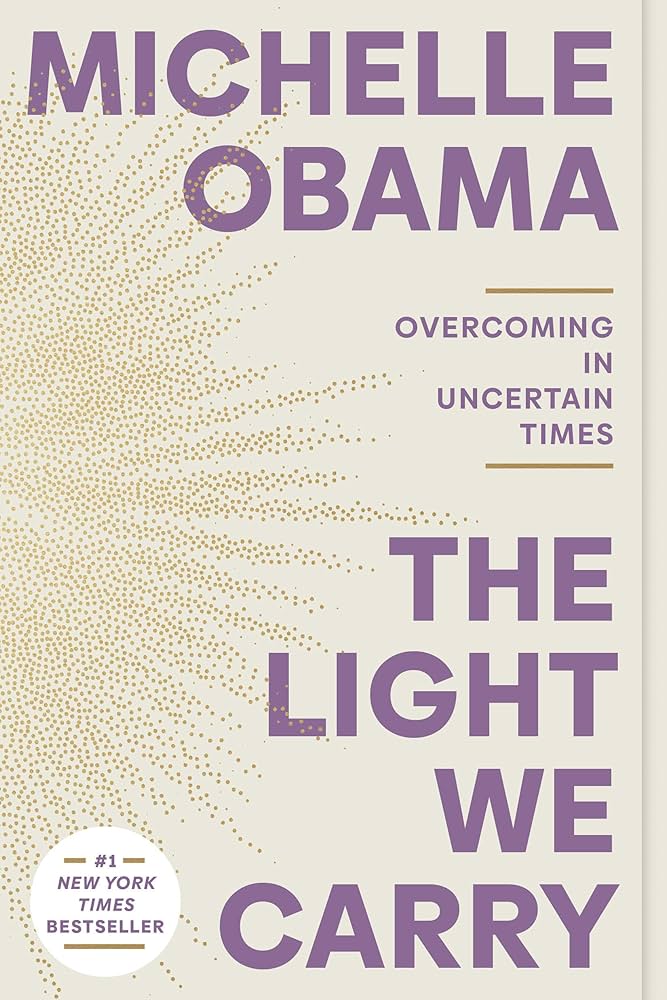 MICHELLE
OBAMA
OVERCOMING
IN
UNCERTAIN
TIMES
THE
LIGHT
WE
CARRY
#1
NEW YORK
TIMES
BESTSELLER